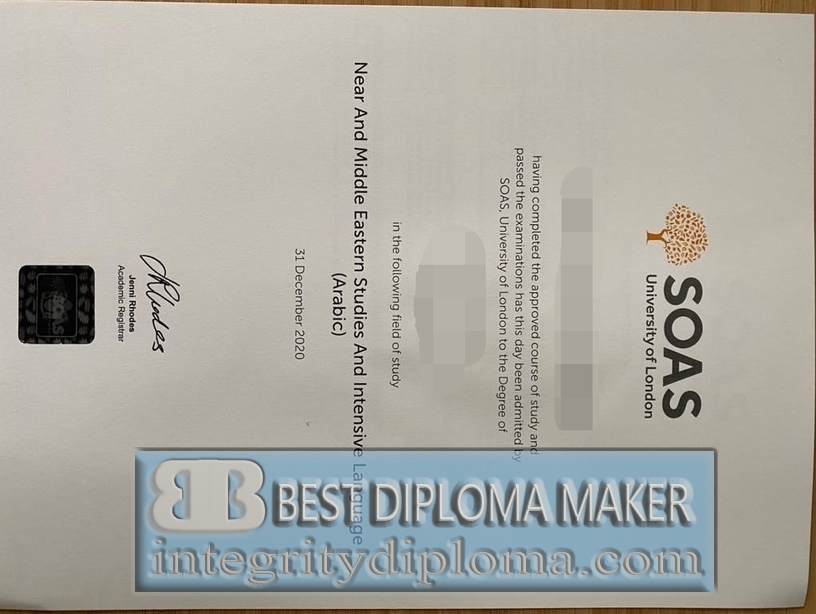 SOAS
University of London
having completed the approved course of study and
passed the examinations has this day been admitted by
SOAS, University of London to the Degree of
in the following field of study
Near And Middle Eastern Studies And Intensive Language
(Arabic)
31 December 2020
Jenni Rhodes
Academic Registrar
SOAS
BEST DIPLOMA MAKER
integritydiploma.com